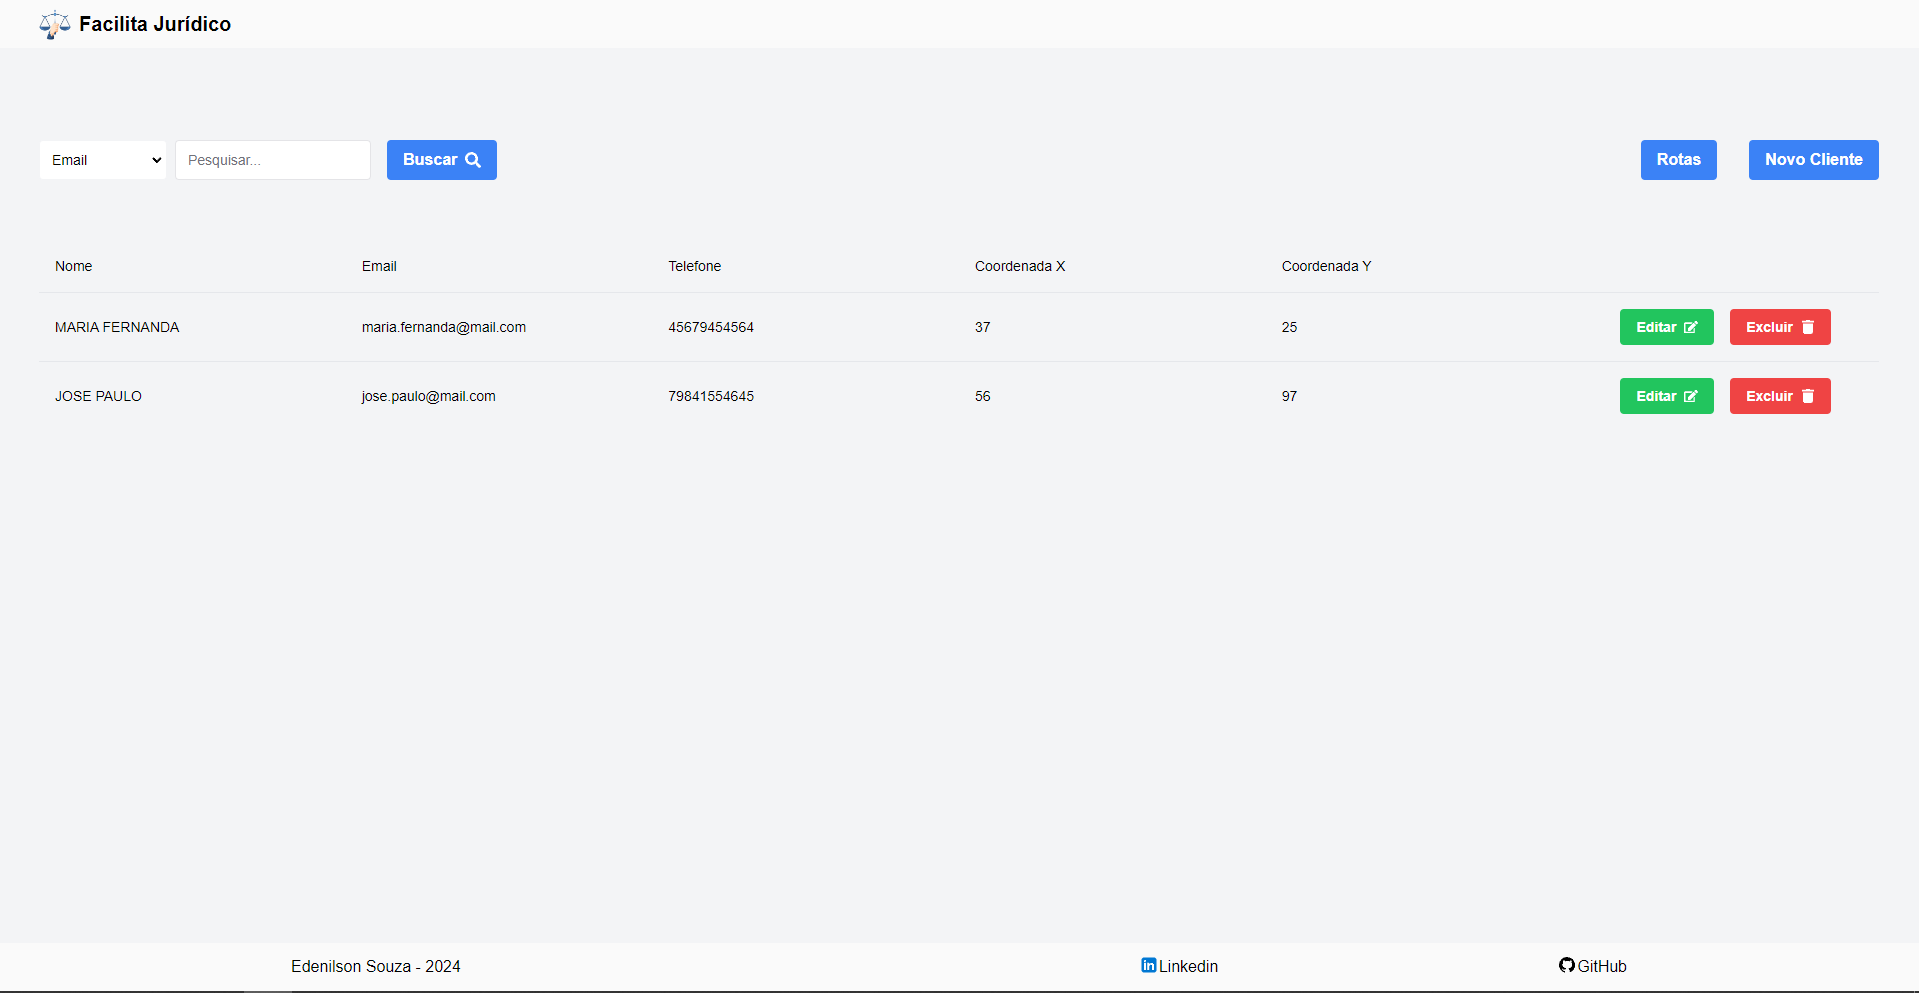 Facilita Jurídico
Email Pesquisar... Buscar Rotas Novo Cliente
Nome Email Telefone Coordenada X Coordenada Y
MARIA FERNANDA maria.fernanda@mail.com 45679454564 37 25 Editar Excluir
JOSE PAULO jose.paulo@mail.com 79841554645 56 97 Editar Excluir
Edenilson Souza - 2024 Linkedin GitHub